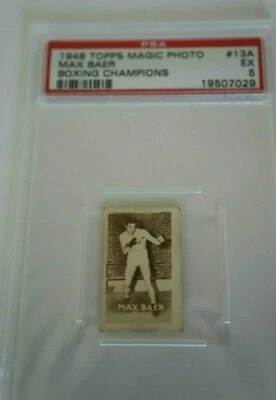 PSA
1948 TOPPS MAGIC PHOTO #13A
MAX BAER EX
BOXING CHAMPIONS 5
19507029
MAX BAER